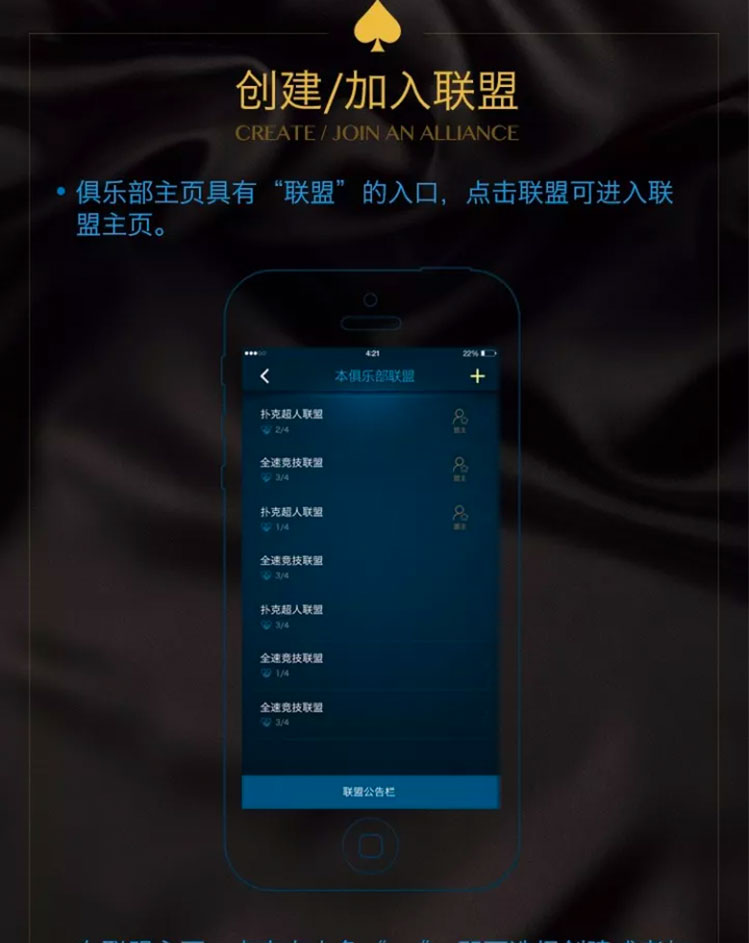 创建/加入联盟
CREATE / JOIN AN ALLIANCE
• 俱乐部主页具有“联盟”的入口，点击联盟可进入联
盟主页。
4:21 22%
本俱乐部联盟 +
扑克超人联盟
2/4 盟主
全速竞技联盟
3/4 盟主
扑克超人联盟
1/4 盟主
全速竞技联盟
3/4
扑克超人联盟
3/4
全速竞技联盟
1/4
全速竞技联盟
3/4
联盟公告栏